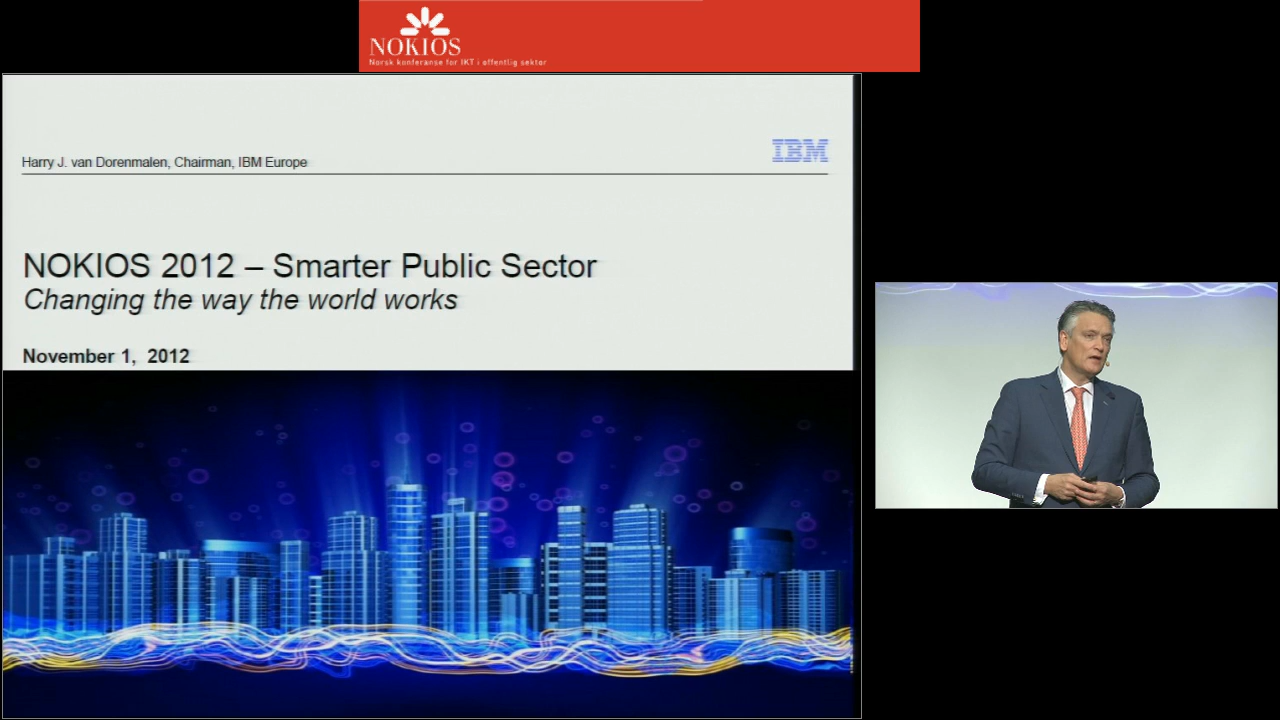 NOKIOS
Norsk konferanse for IKT i offentlig sektor
Harry J. van Dorenmalen, Chairman, IBM Europe
IBM
NOKIOS 2012 – Smarter Public Sector
Changing the way the world works
November 1, 2012